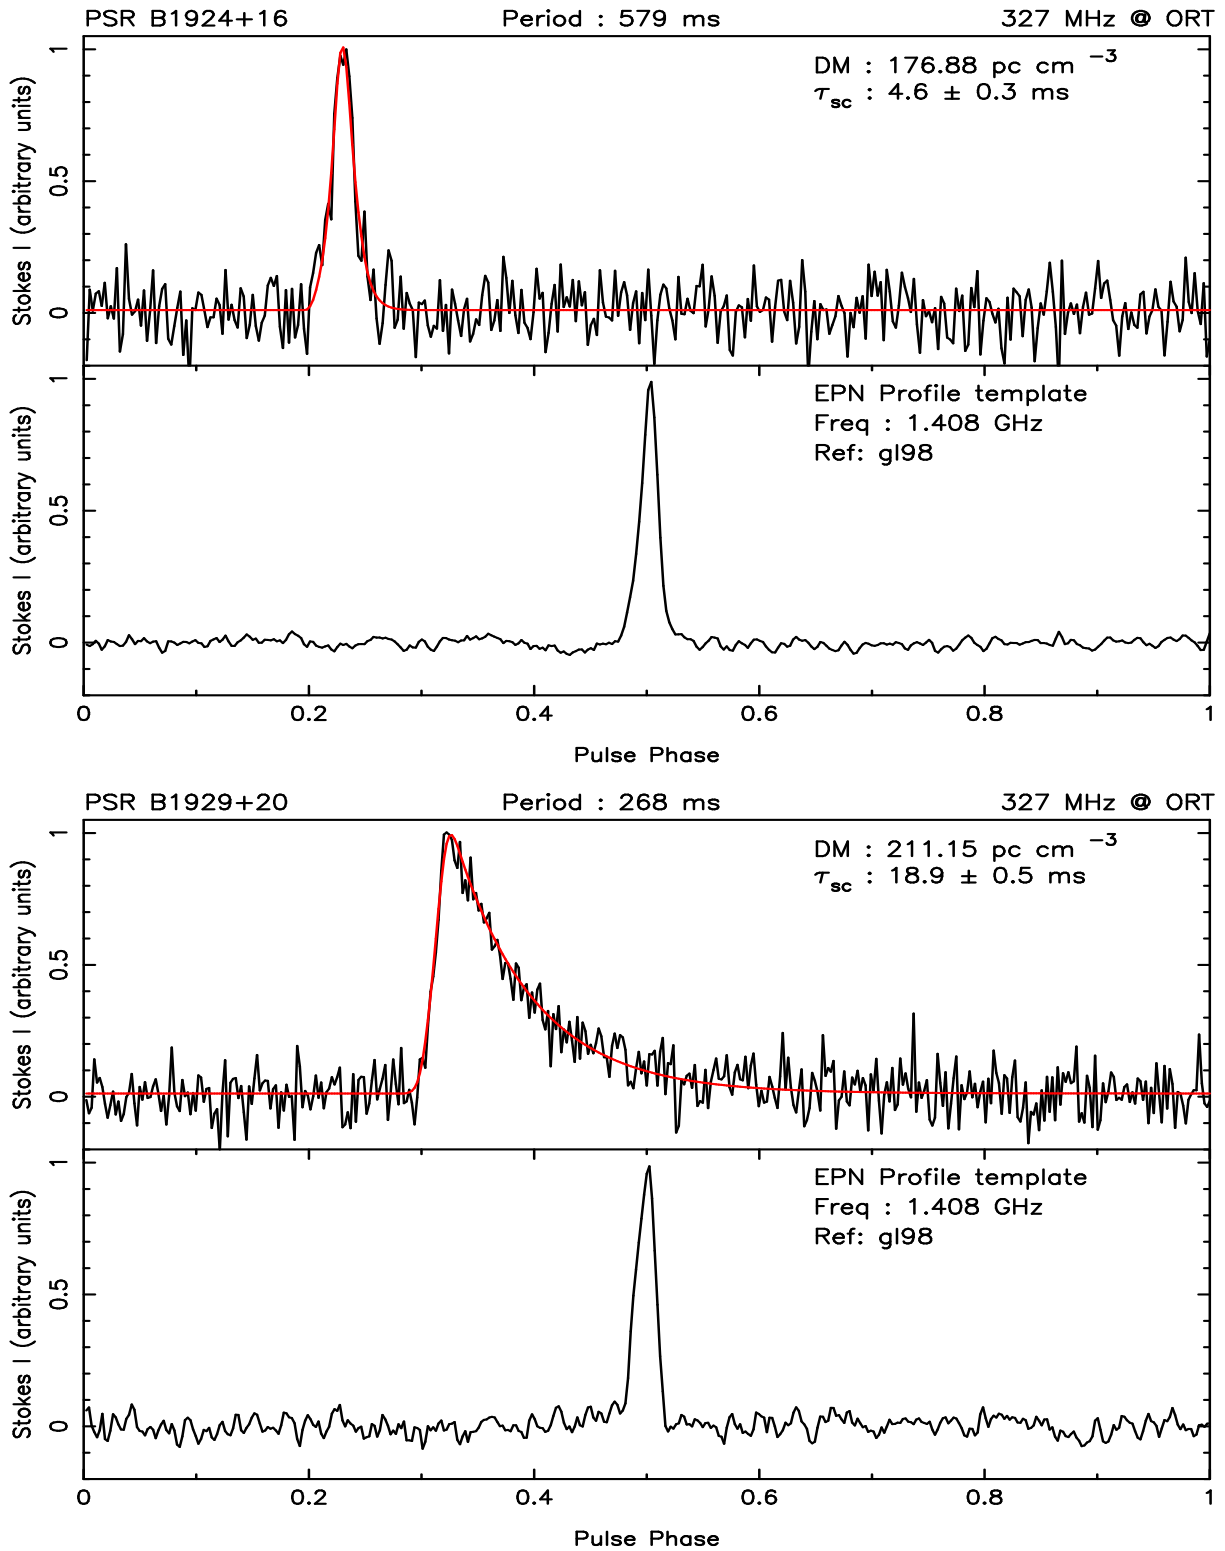 PSR B1924+16 Period : 579 ms 327 MHz @ ORT
DM : 176.88 pc cm −3
τsc : 4.6 ± 0.3 ms
Stokes I (arbitrary units)
1
0.5
0
EPN Profile template
Freq : 1.408 GHz
Ref: gl98
Stokes I (arbitrary units)
1
0.5
0
0 0.2 0.4 0.6 0.8 1
Pulse Phase
PSR B1929+20 Period : 268 ms 327 MHz @ ORT
DM : 211.15 pc cm −3
τsc : 18.9 ± 0.5 ms
Stokes I (arbitrary units)
1
0.5
0
EPN Profile template
Freq : 1.408 GHz
Ref: gl98
Stokes I (arbitrary units)
1
0.5
0
0 0.2 0.4 0.6 0.8 1
Pulse Phase